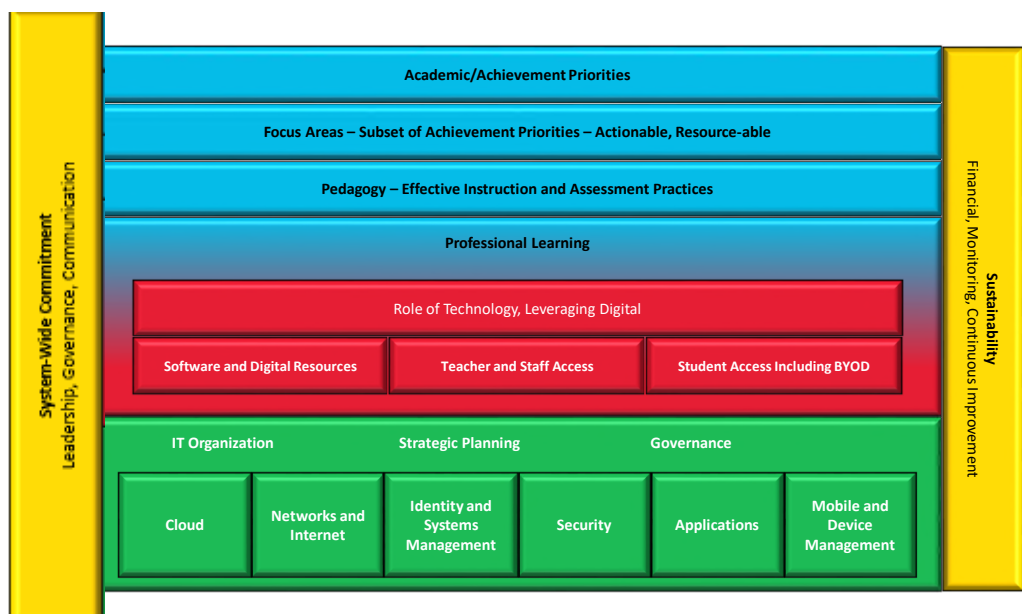 System-Wide Commitment
Leadership, Governance, Communication
Academic/Achievement Priorities
Focus Areas – Subset of Achievement Priorities – Actionable, Resource-able
Pedagogy – Effective Instruction and Assessment Practices
Professional Learning
Role of Technology, Leveraging Digital
Software and Digital Resources
Teacher and Staff Access
Student Access Including BYOD
IT Organization
Strategic Planning
Governance
Cloud
Networks and
Internet
Identity and
Systems
Management
Security
Applications
Mobile and
Device
Management
Sustainability
Financial, Monitoring, Continuous Improvement